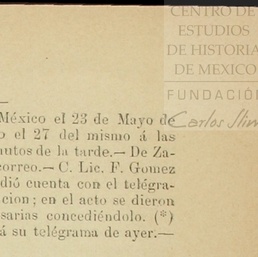 CENTRO DE
ESTUDIOS
DE HISTORIA
DE MEXICO
FUNDACIÓN
Carlos Slim
México el 23 de Mayo de
o el 27 del mismo á las
autos de la tarde.— De Za-
correo.— C. Lic. F. Gomez
dió cuenta con el telégra-
cion; en el acto se dieron
sarias concediéndolo. (*)
á su telégrama de ayer.—